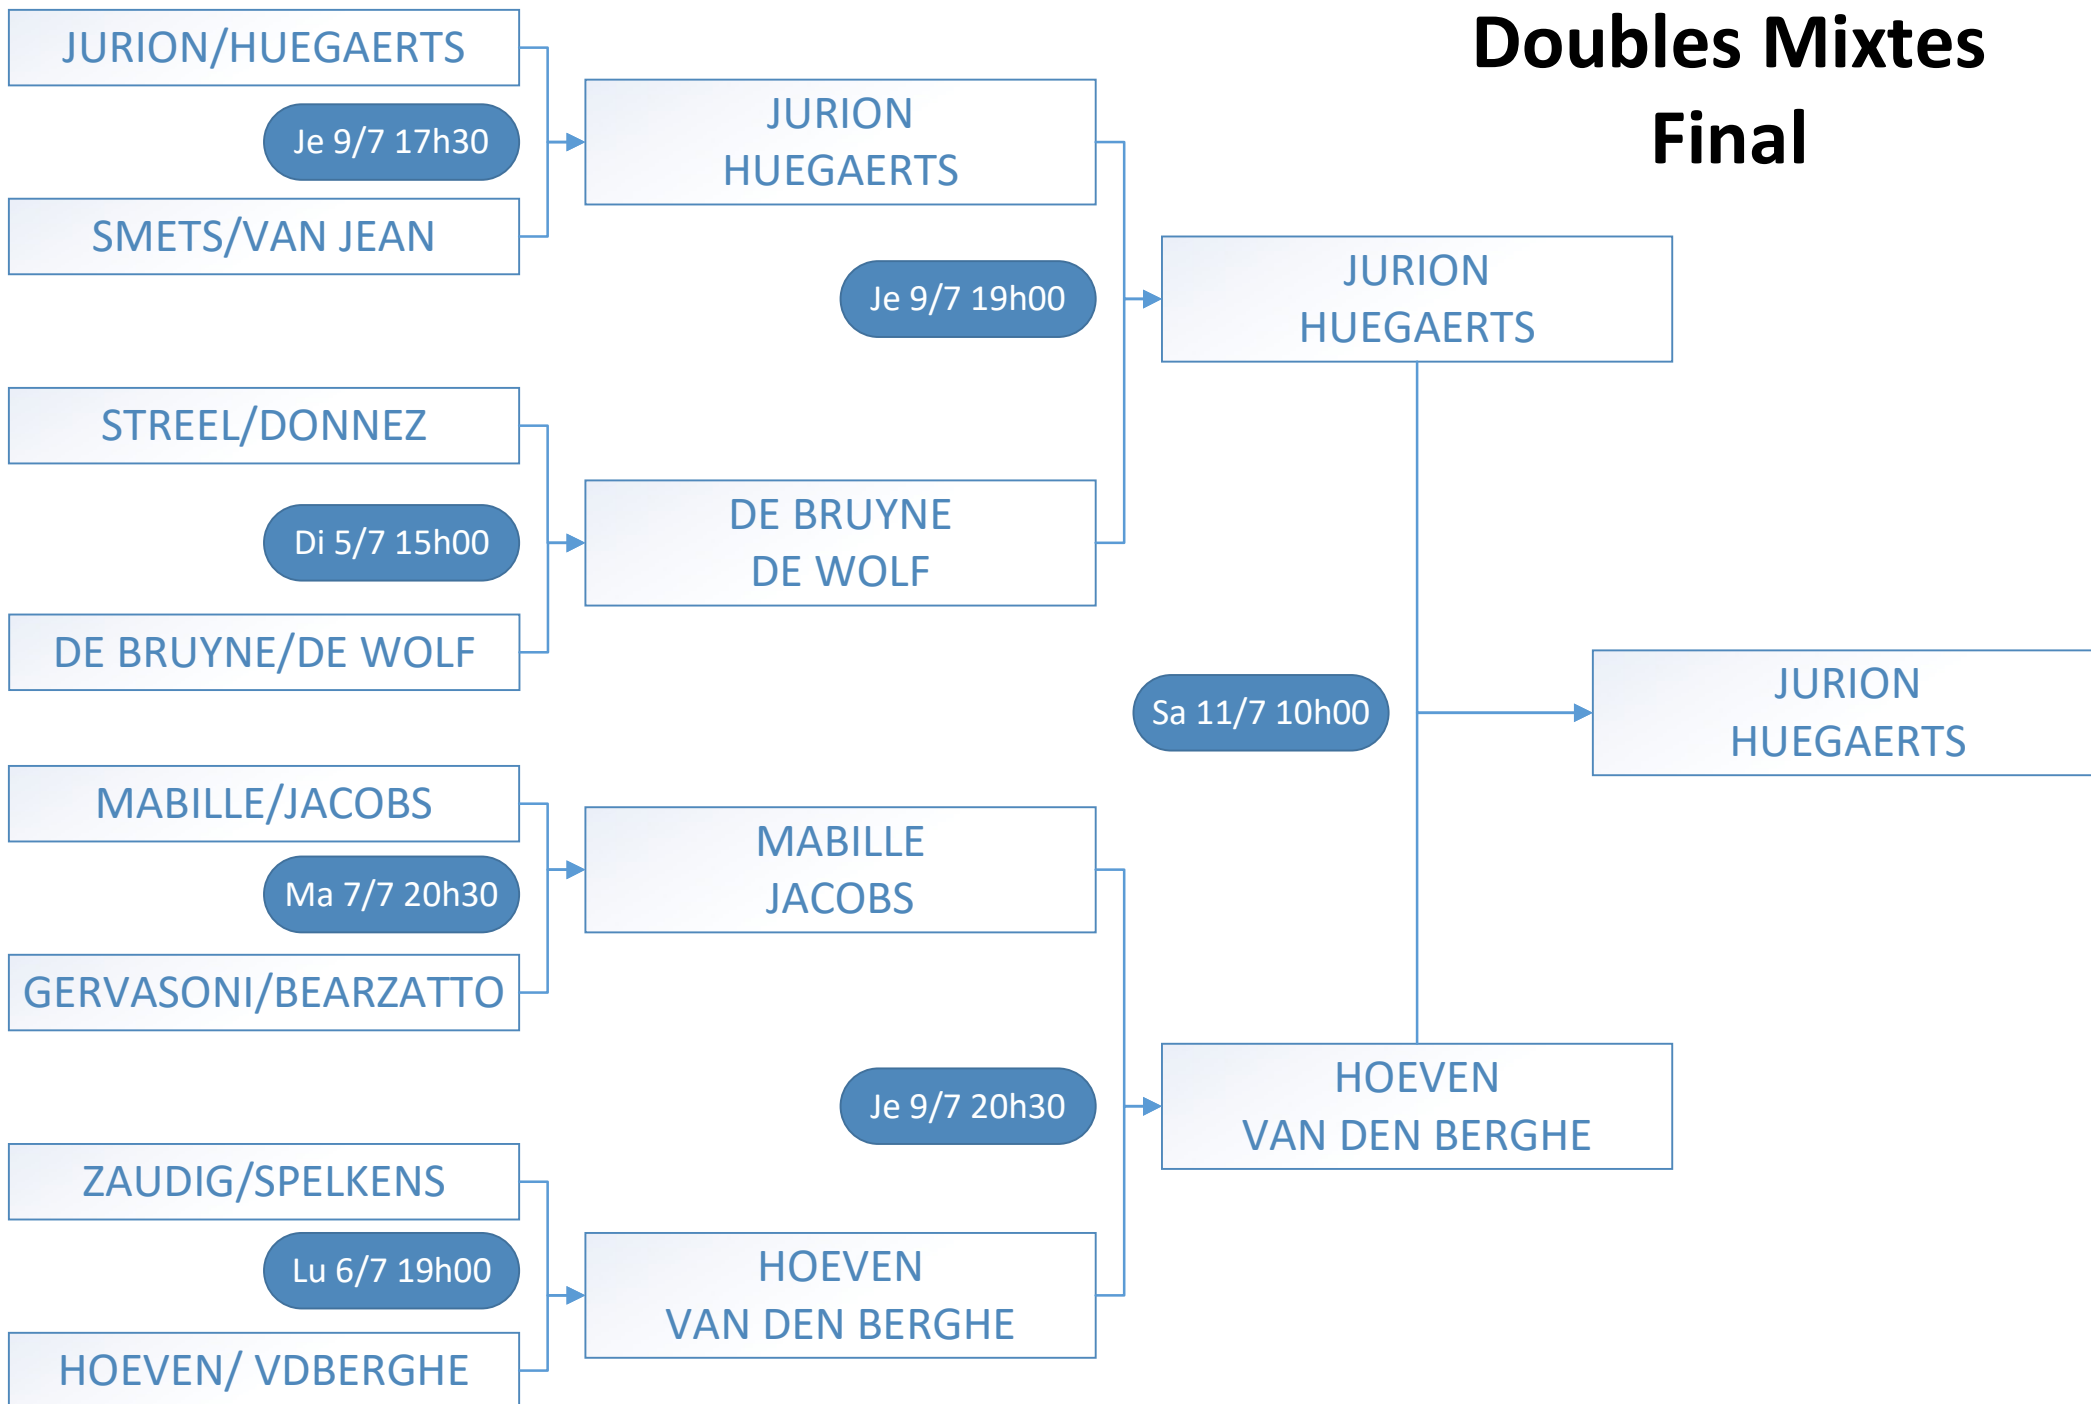 Doubles Mixtes
Final
JURION/HUEGAERTS
Je 9/7 17h30
SMETS/VAN JEAN
STREEL/DONNEZ
Di 5/7 15h00
DE BRUYNE/DE WOLF
MABILLE/JACOBS
Ma 7/7 20h30
GERVASONI/BEARZATTO
ZAUDIG/SPELKENS
Lu 6/7 19h00
HOEVEN/ VDBERGHE
JURION
HUEGAERTS
Je 9/7 19h00
DE BRUYNE
DE WOLF
MABILLE
JACOBS
Je 9/7 20h30
HOEVEN
VAN DEN BERGHE
JURION
HUEGAERTS
Sa 11/7 10h00
HOEVEN
VAN DEN BERGHE
JURION
HUEGAERTS